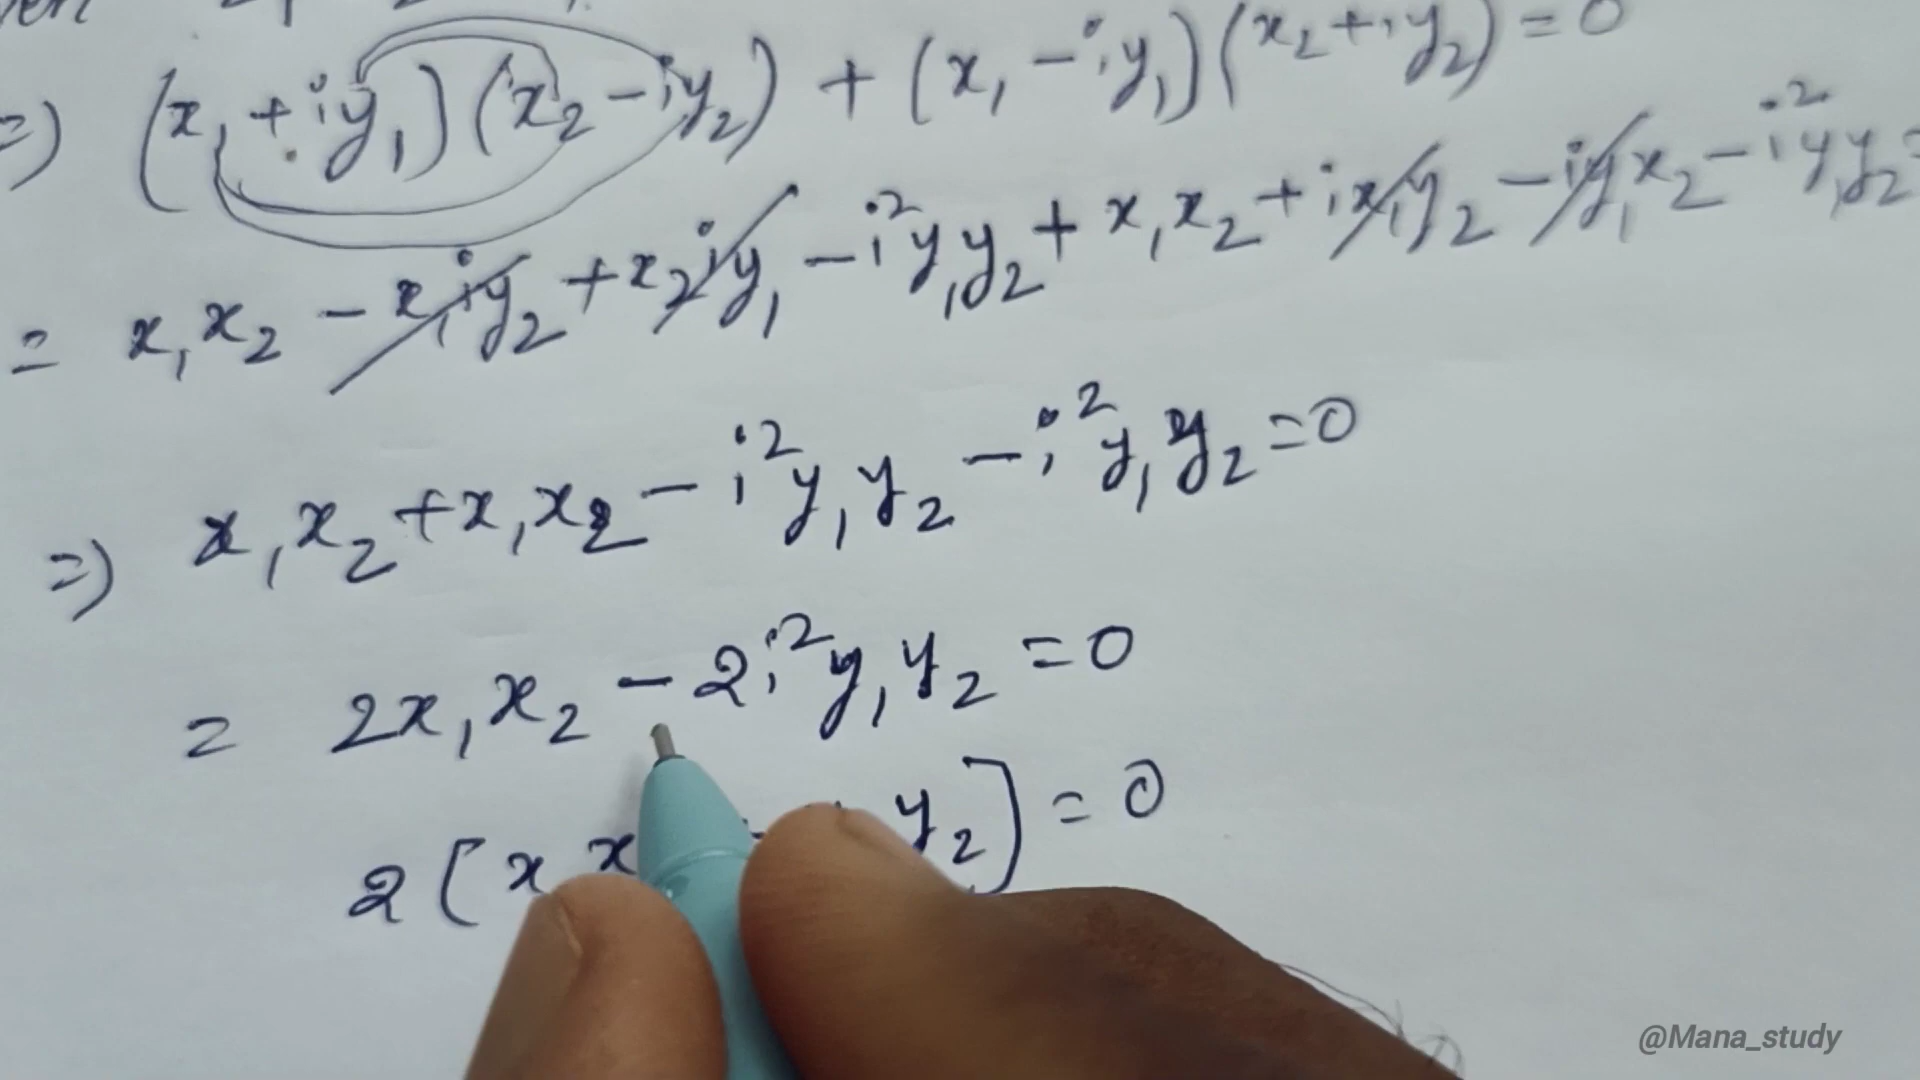 =) (x₁+iy₁)(x₂-iy₂) + (x₁-iy₁)(x₂+iy₂) = 0
= x₁x₂ - x₁iy₂ + x₂iy₁ - i²y₁y₂ + x₁x₂ + ix₁y₂ - iy₁x₂ - i²y₁y₂ =
=) x₁x₂ + x₁x₂ - i²y₁y₂ - i²y₁y₂ = 0
= 2x₁x₂ - 2i²y₁y₂ = 0
2(x x y₂) = 0
@Mana_study